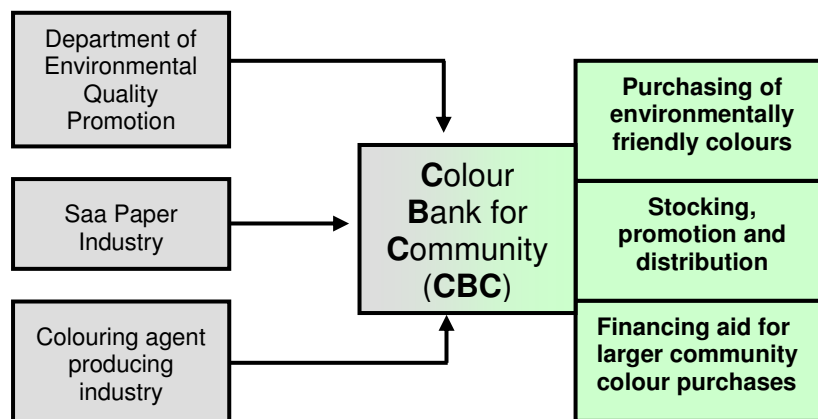 Department of
Environmental
Quality
Promotion
Saa Paper
Industry
Colouring agent
producing
industry
Colour
Bank for
Community
(CBC)
Purchasing of
environmentally
friendly colours
Stocking,
promotion and
distribution
Financing aid for
larger community
colour purchases